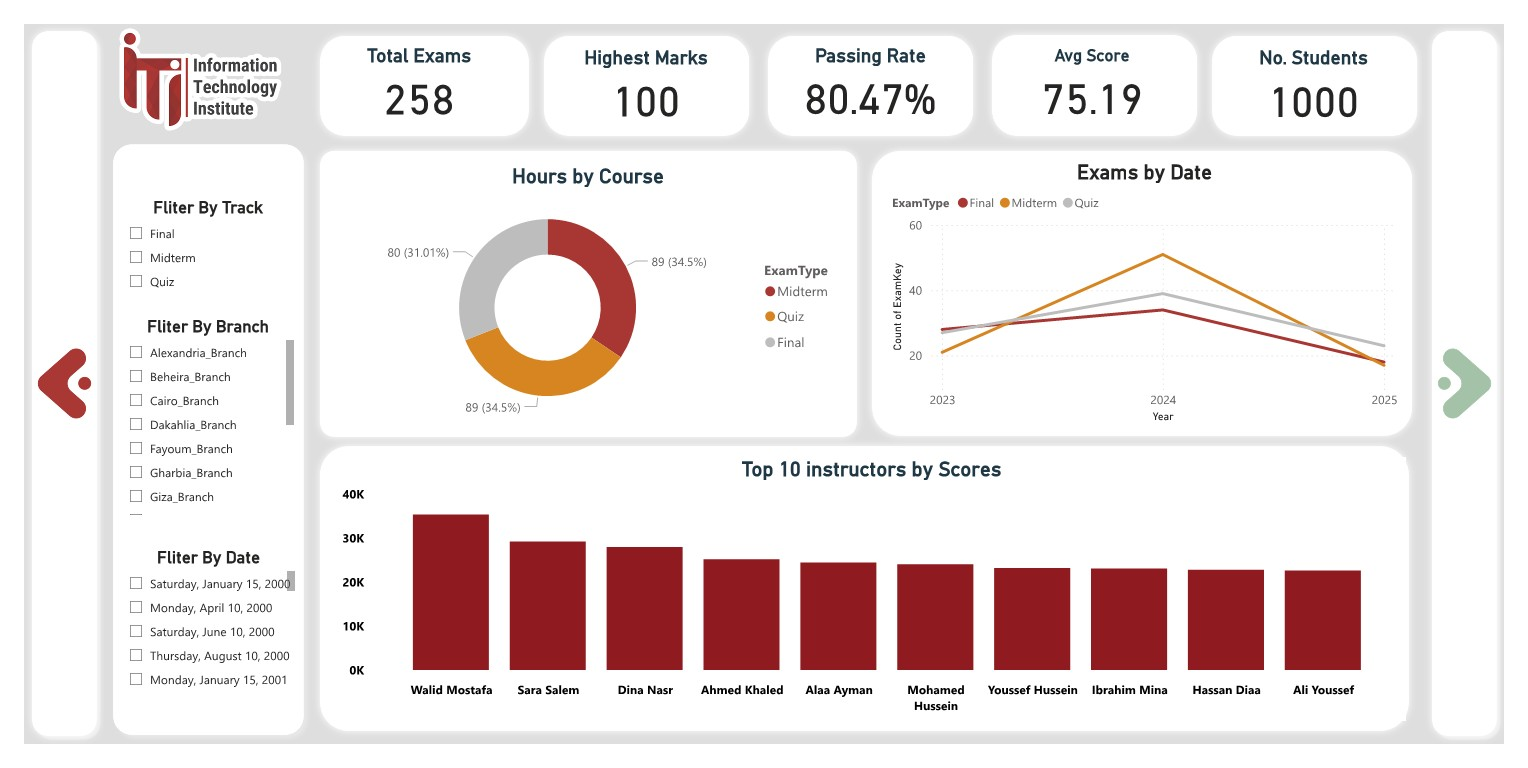 Information
Technology
Institute
Total Exams
258
Highest Marks
100
Passing Rate
80.47%
Avg Score
75.19
No. Students
1000
Fliter By Track
Final
Midterm
Quiz
Fliter By Branch
Alexandria_Branch
Beheira_Branch
Cairo_Branch
Dakahlia_Branch
Fayoum_Branch
Gharbia_Branch
Giza_Branch
Fliter By Date
Saturday, January 15, 2000
Monday, April 10, 2000
Saturday, June 10, 2000
Thursday, August 10, 2000
Monday, January 15, 2001
Hours by Course
80 (31.01%)
89 (34.5%)
89 (34.5%)
ExamType
Midterm
Quiz
Final
Exams by Date
ExamType Final Midterm Quiz
60
40
20
Count of ExamKey
2023 2024 2025
Year
Top 10 instructors by Scores
40K
30K
20K
10K
0K
Walid Mostafa Sara Salem Dina Nasr Ahmed Khaled Alaa Ayman Mohamed Youssef Hussein Ibrahim Mina Hassan Diaa Ali Youssef
Hussein